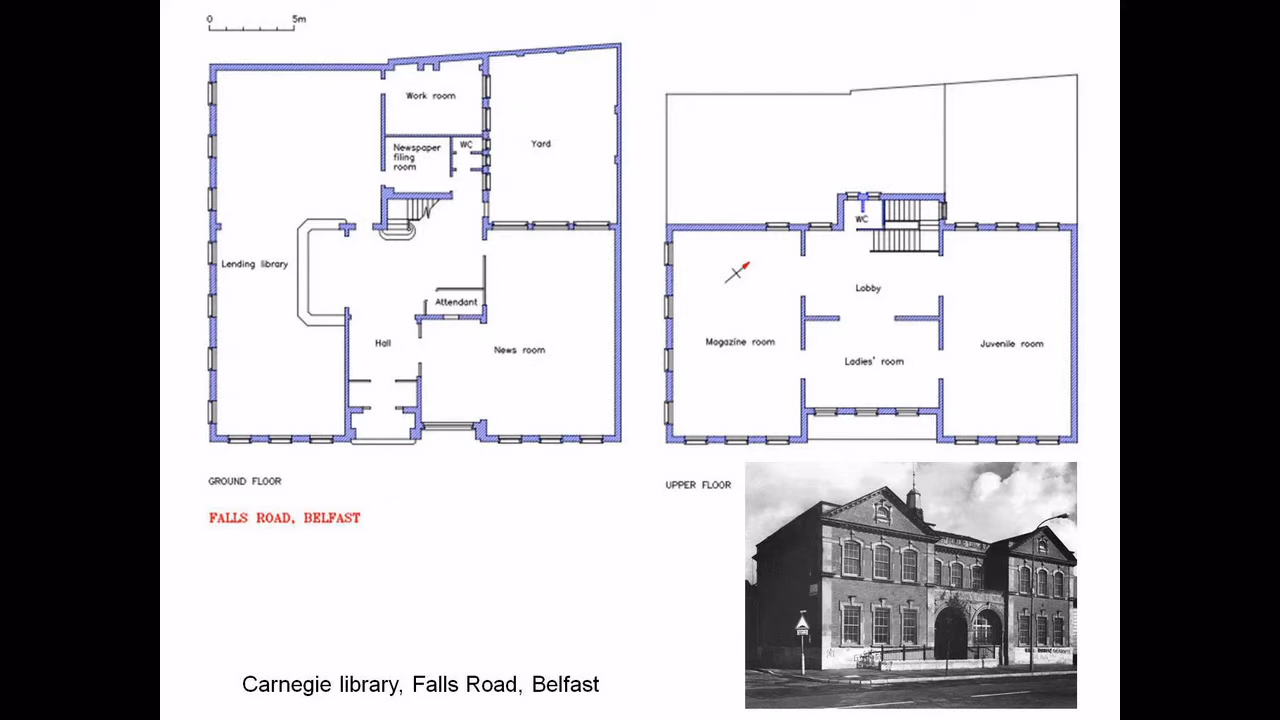 0 5m
Work room
Newspaper
filing
room
WC
Yard
Lending library
Attendant
Hall
News room
WC
Lobby
Magazine room
Ladies' room
Juvenile room
GROUND FLOOR
UPPER FLOOR
FALLS ROAD, BELFAST
Carnegie library, Falls Road, Belfast